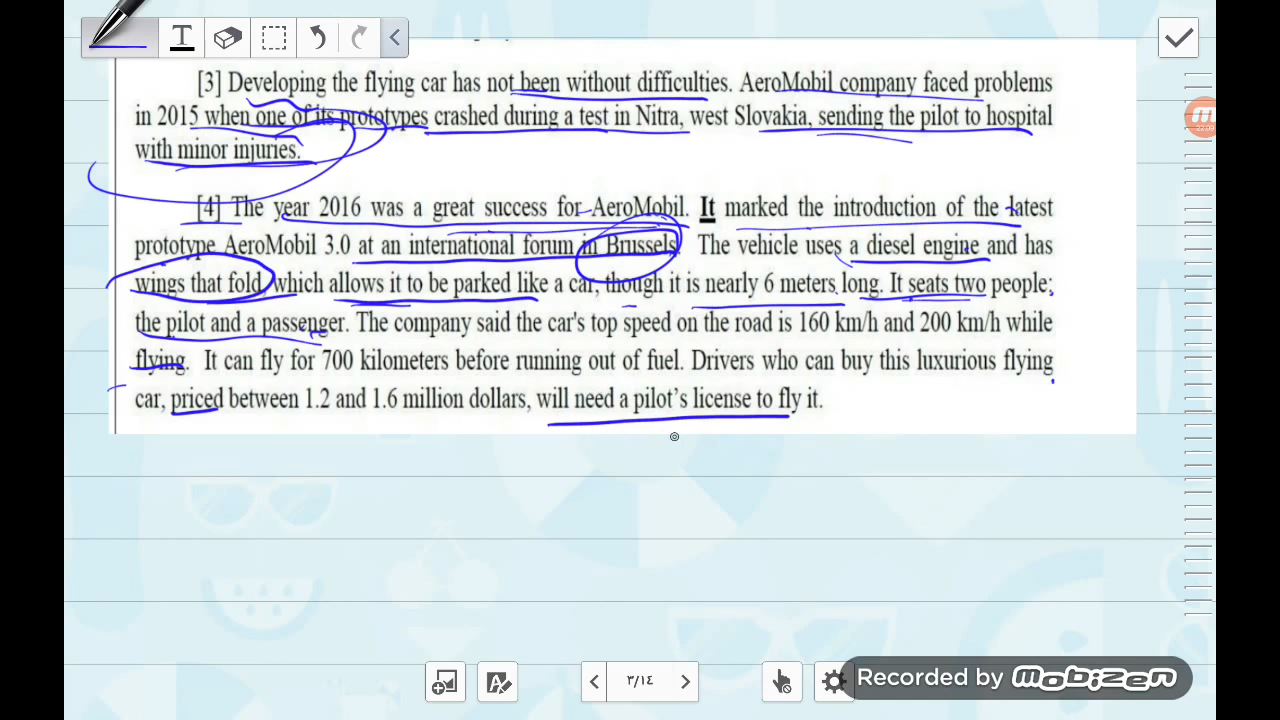 T
[3] Developing the flying car has not been without difficulties. AeroMobil company faced problems
in 2015 when one of its prototypes crashed during a test in Nitra, west Slovakia, sending the pilot to hospital
with minor injuries.
[4] The year 2016 was a great success for AeroMobil. It marked the introduction of the latest
prototype AeroMobil 3.0 at an international forum in Brussels. The vehicle uses a diesel engine and has
wings that fold, which allows it to be parked like a car, though it is nearly 6 meters long. It seats two people;
the pilot and a passenger. The company said the car's top speed on the road is 160 km/h and 200 km/h while
flying. It can fly for 700 kilometers before running out of fuel. Drivers who can buy this luxurious flying
car, priced between 1.2 and 1.6 million dollars, will need a pilot's license to fly it.
٣/١٤
Recorded by mobizen